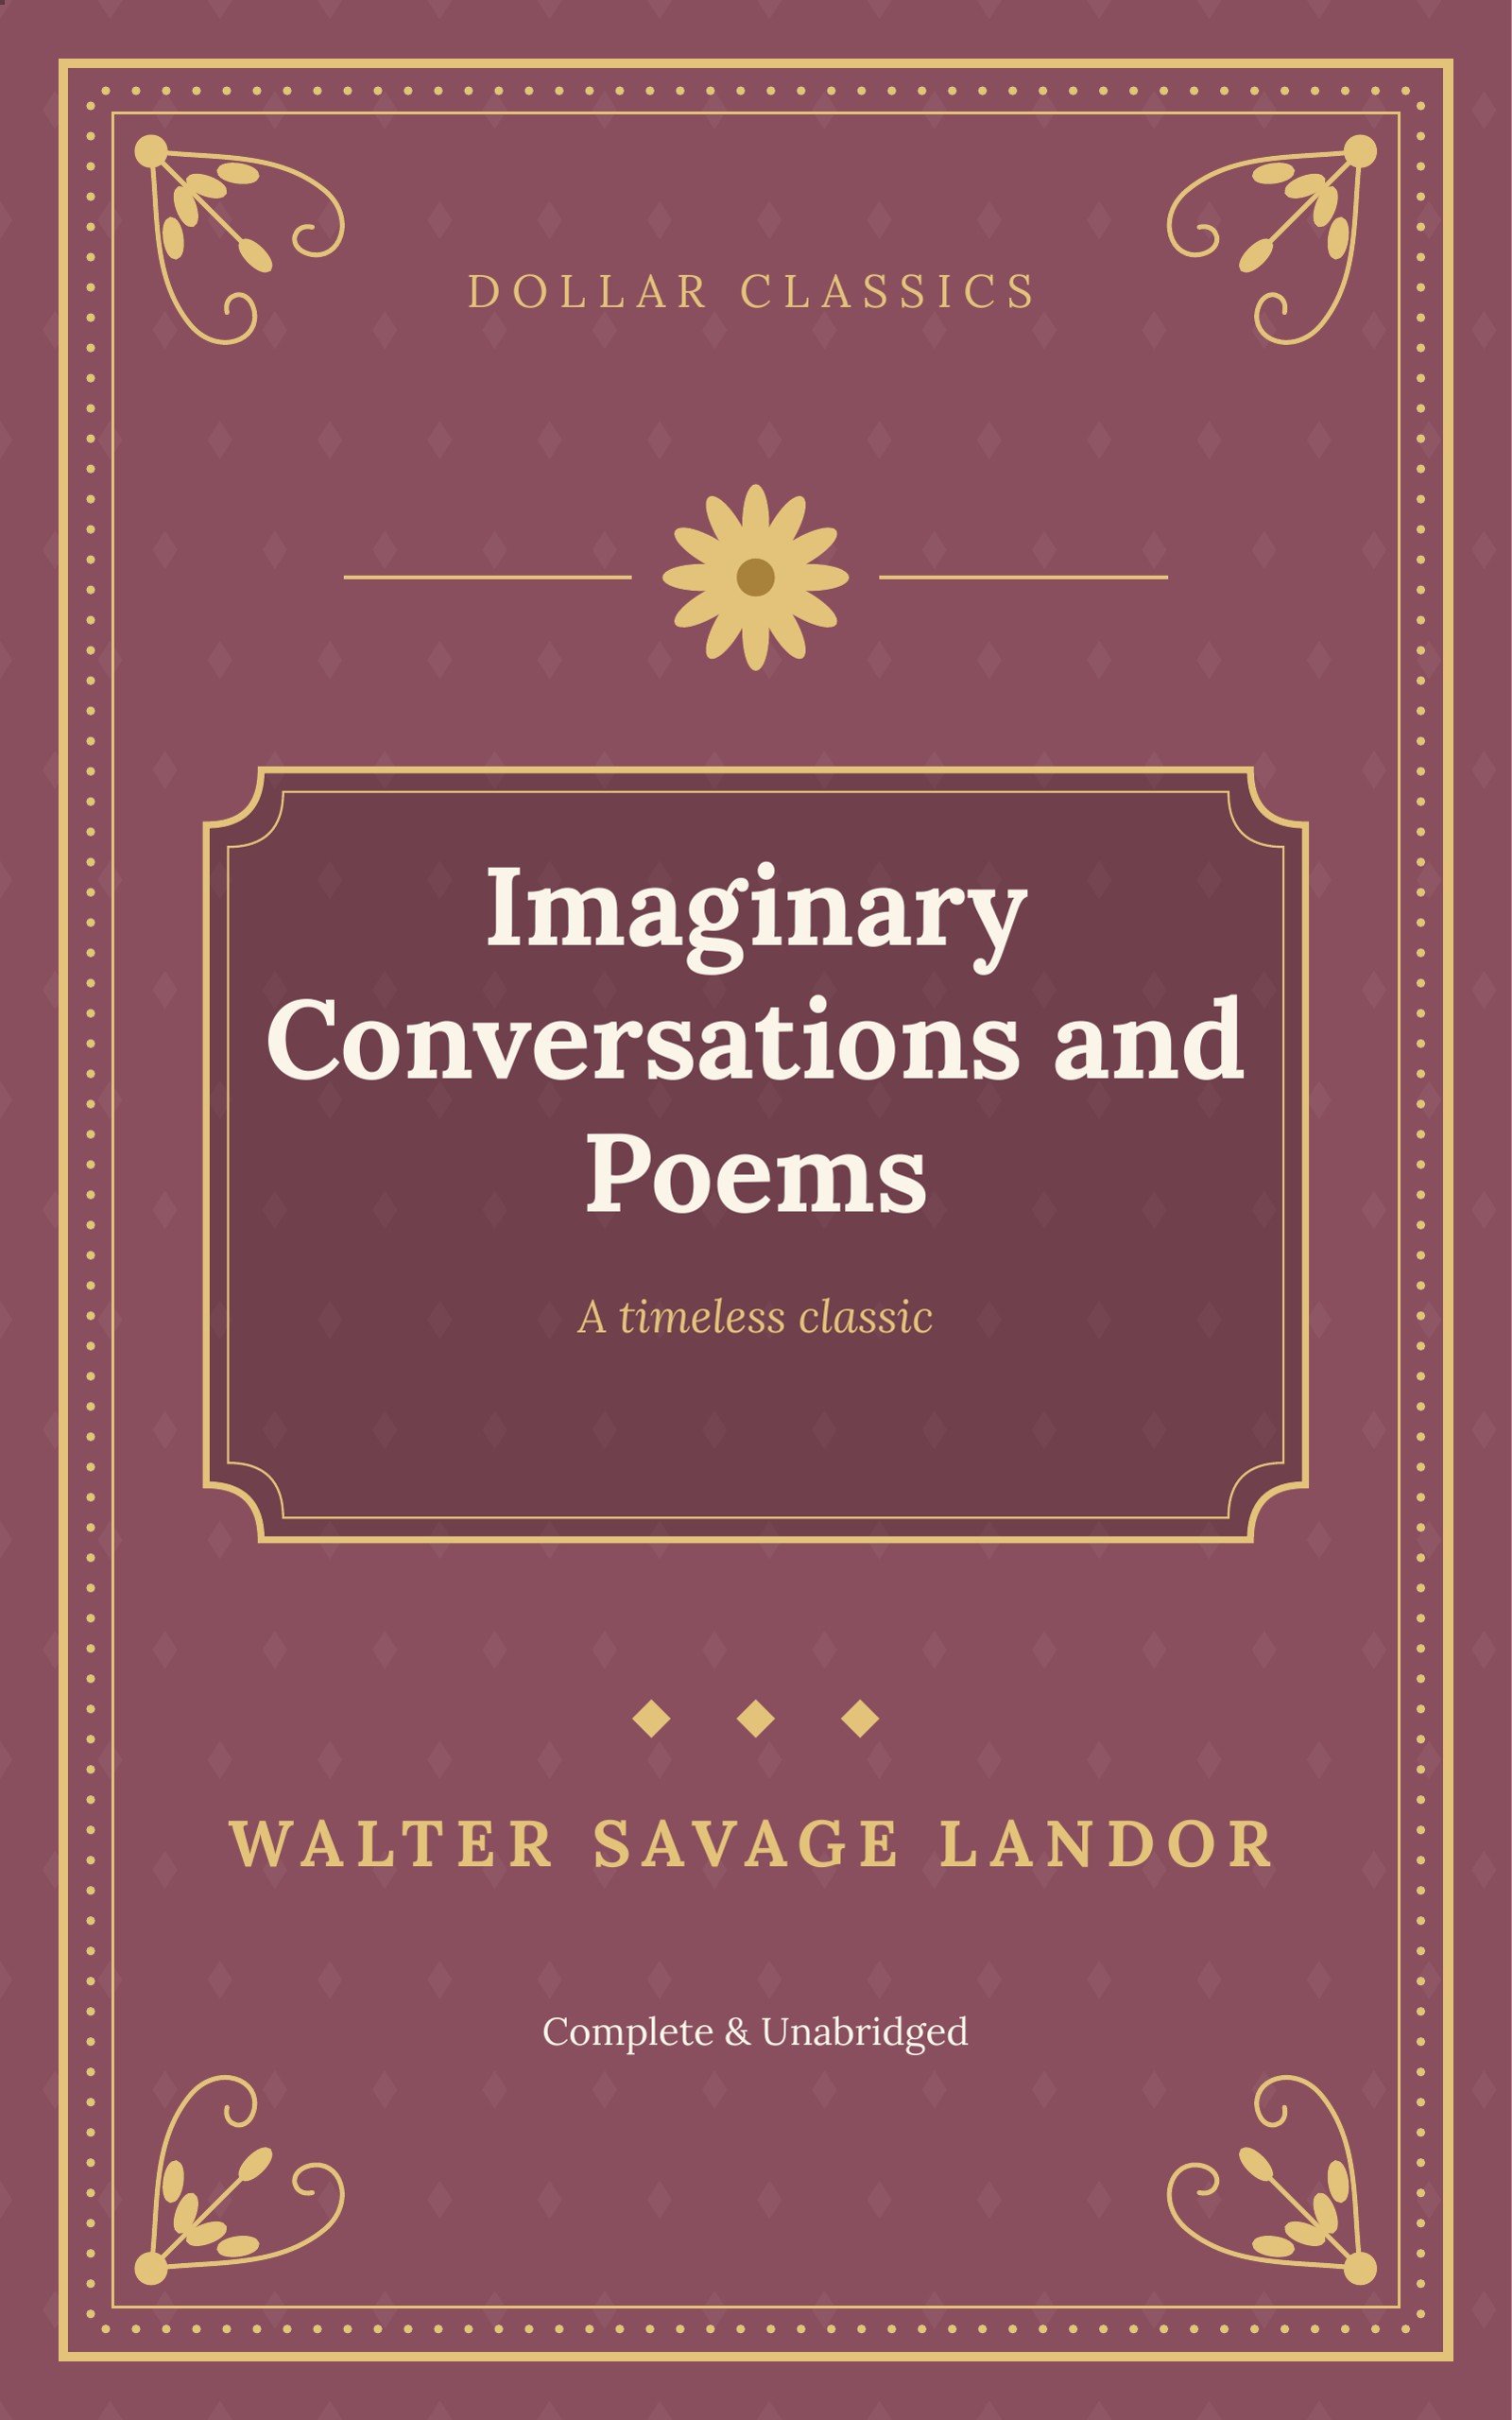 DOLLAR CLASSICS
Imaginary
Conversations and
Poems
A timeless classic
WALTER SAVAGE LANDOR
Complete & Unabridged